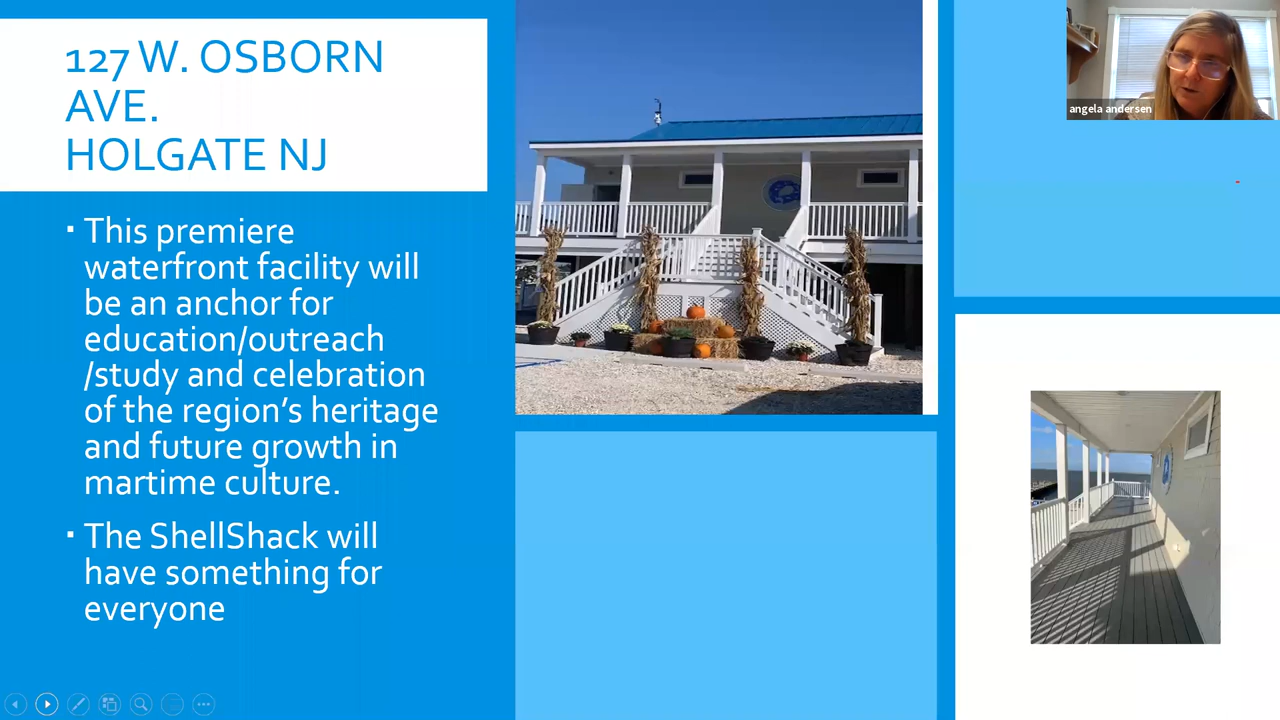 127 W. OSBORN
AVE.
HOLGATE NJ
▪ This premiere
waterfront facility will
be an anchor for
education/outreach
/study and celebration
of the region’s heritage
and future growth in
martime culture.
▪ The ShellShack will
have something for
everyone
angela andersen